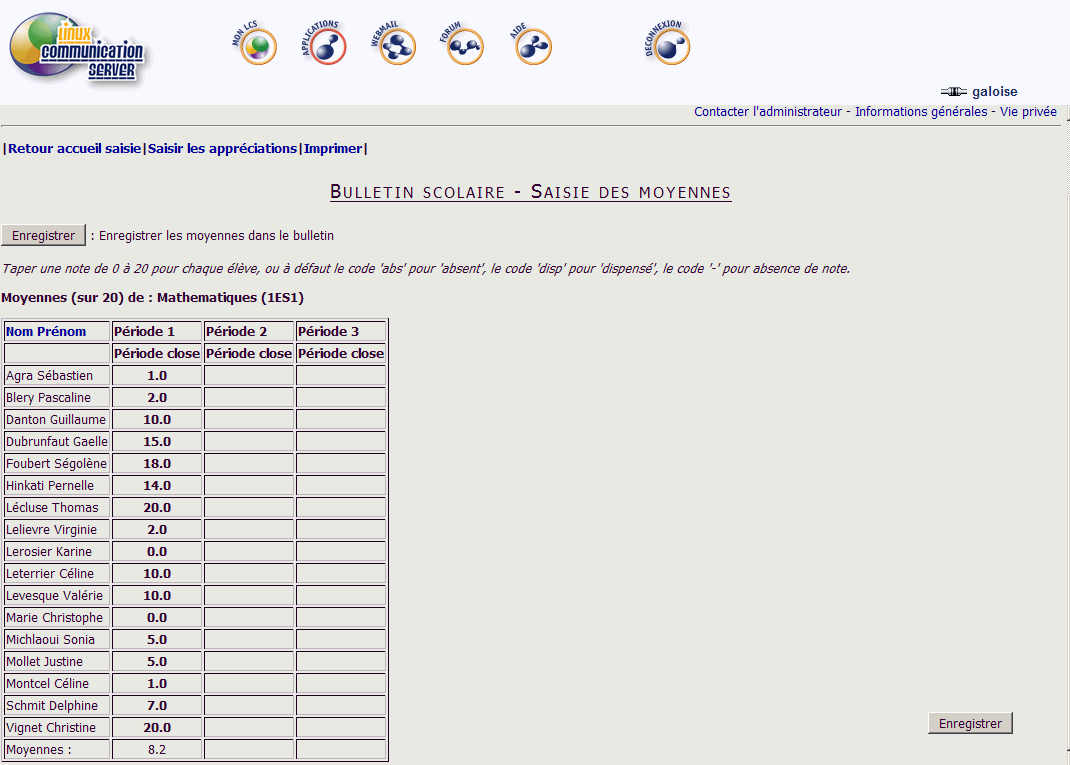 Linux
Communication
SERVER
MON LCS
APPLICATIONS
WEBMAIL
FORUM
AIDE
DECONNEXION
galoise
Contacter l'administrateur - Informations générales - Vie privée
|Retour accueil saisie|Saisir les appréciations|Imprimer|
Bulletin scolaire - Saisie des moyennes
Enregistrer : Enregistrer les moyennes dans le bulletin
Taper une note de 0 à 20 pour chaque élève, ou à défaut le code 'abs' pour 'absent', le code 'disp' pour 'dispensé', le code '-' pour absence de note.
Moyennes (sur 20) de : Mathematiques (1ES1)
Nom Prénom Période 1 Période 2 Période 3
Période close Période close Période close
Agra Sébastien 1.0
Blery Pascaline 2.0
Danton Guillaume 10.0
Dubrunfaut Gaelle 15.0
Foubert Ségolène 18.0
Hinkati Pernelle 14.0
Lécluse Thomas 20.0
Lelievre Virginie 2.0
Lerosier Karine 0.0
Leterrier Céline 10.0
Levesque Valérie 10.0
Marie Christophe 0.0
Michlaoui Sonia 5.0
Mollet Justine 5.0
Montcel Céline 1.0
Schmit Delphine 7.0
Vignet Christine 20.0
Moyennes : 8.2
Enregistrer